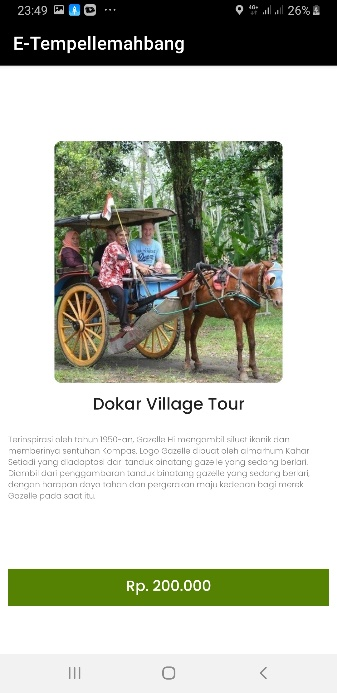 23:49
26%
E-Tempellemahbang
Dokar Village Tour
Terinspirasi oleh tahun 1950-an, Gazelle Hi mengambil siluet ikonik dan
memberinya sentuhan Kompas. Logo Gazelle dibuat oleh almarhum Kahar
Setiadi yang diadaptasi dari tanduk binatang gazelle yang sedang berlari.
Diambil dari penggambaran tanduk binatang gazelle yang sedang berlari,
dengan harapan daya tahan dan pergerakan maju kedepan bagi merek
Gazelle pada saat itu.
Rp. 200.000